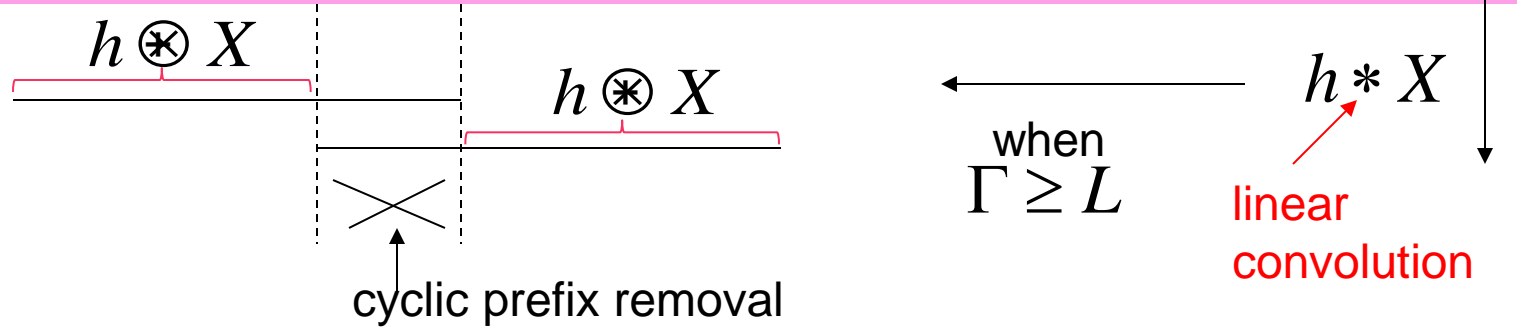 h ⊛ X
h ⊛ X
h * X
when
Γ ≥ L
linear
convolution
cyclic prefix removal